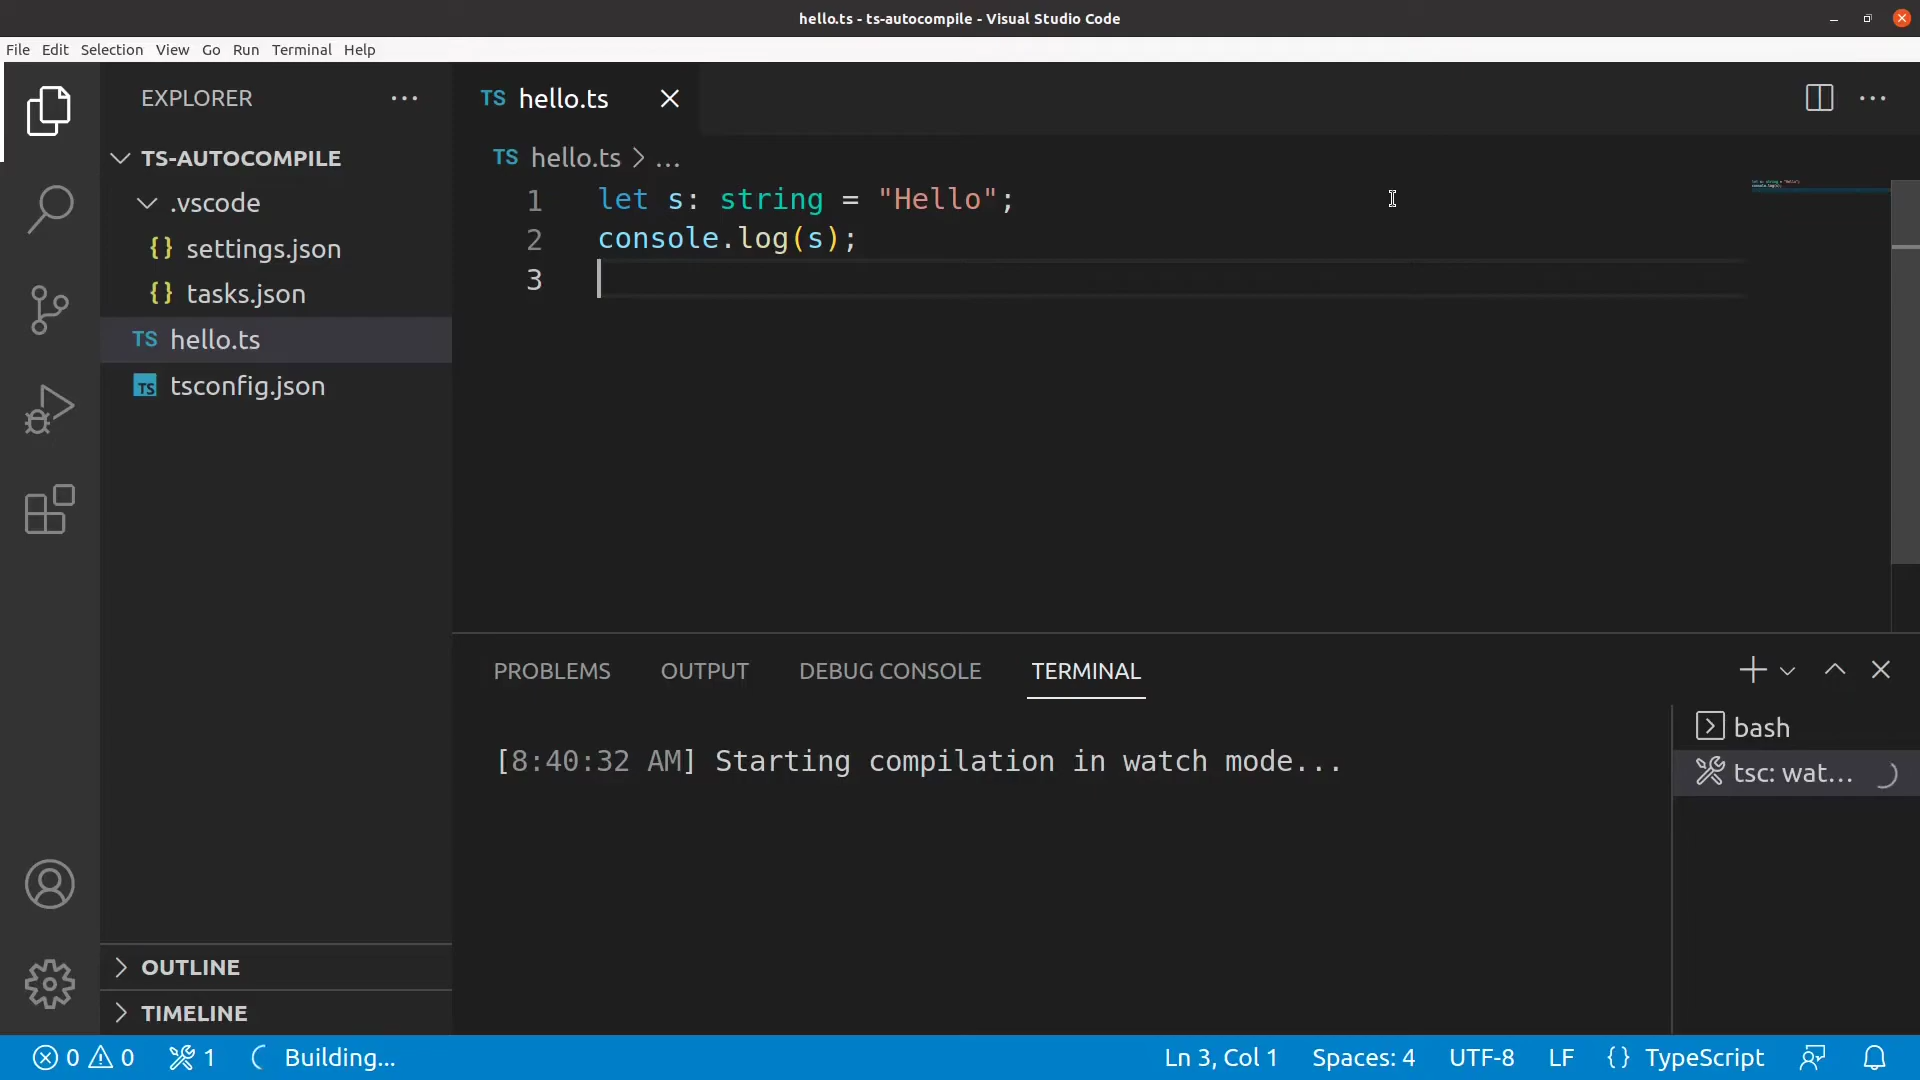 hello.ts - ts-autocompile - Visual Studio Code
File Edit Selection View Go Run Terminal Help
EXPLORER
TS-AUTOCOMPILE
.vscode
{} settings.json
{} tasks.json
TS hello.ts
TS tsconfig.json
OUTLINE
TIMELINE
TS hello.ts
TS hello.ts > ...
1 let s: string = "Hello";
2 console.log(s);
3
PROBLEMS OUTPUT DEBUG CONSOLE TERMINAL
[8:40:32 AM] Starting compilation in watch mode...
bash
tsc: wat...
0 0 1 Building... Ln 3, Col 1 Spaces: 4 UTF-8 LF {} TypeScript